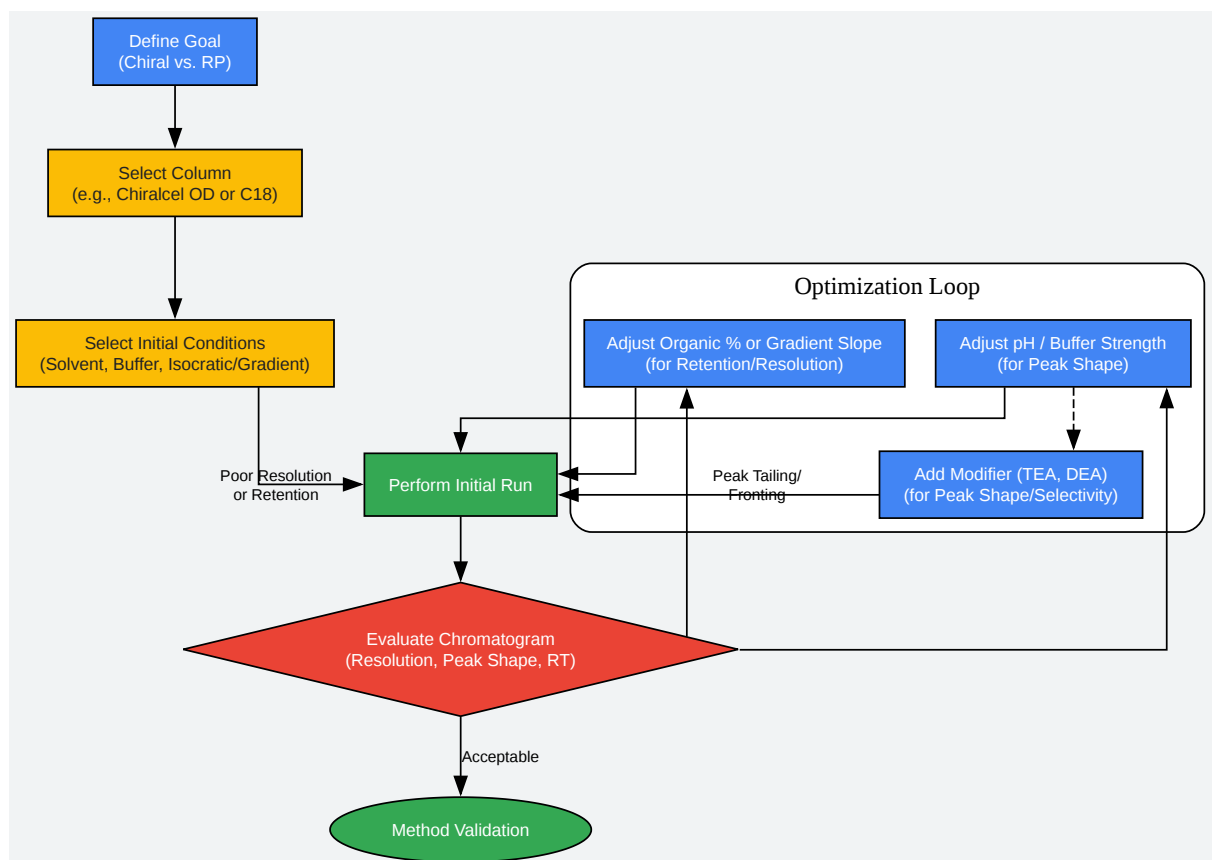 Define Goal
(Chiral vs. RP)
Select Column
(e.g., Chiralcel OD or C18)
Optimization Loop
Select Initial Conditions
(Solvent, Buffer, Isocratic/Gradient)
Adjust Organic % or Gradient Slope
(for Retention/Resolution)
Adjust pH / Buffer Strength
(for Peak Shape)
Poor Resolution
or Retention
Perform Initial Run
Peak Tailing/
Fronting
Add Modifier (TEA, DEA)
(for Peak Shape/Selectivity)
Evaluate Chromatogram
(Resolution, Peak Shape, RT)
Acceptable
Method Validation